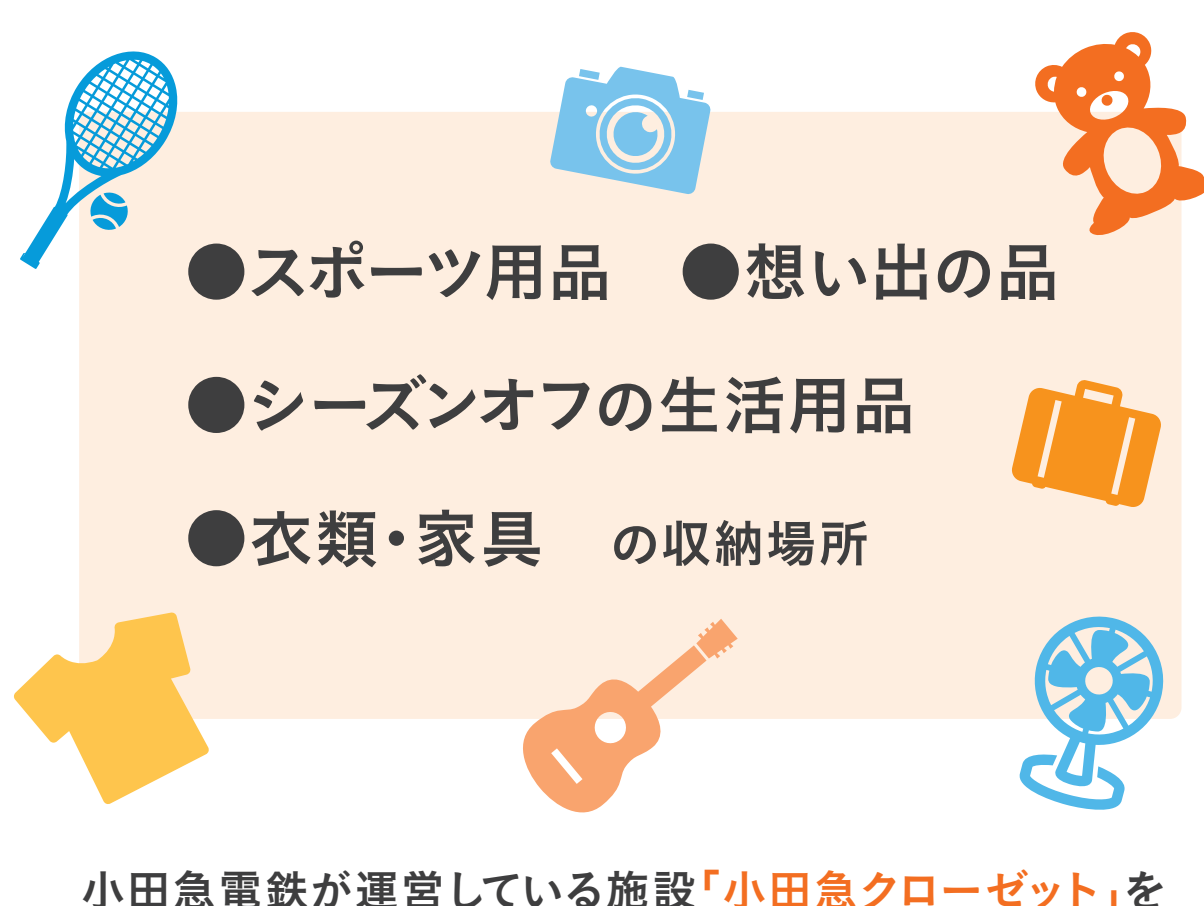 ●スポーツ用品　●想い出の品
●シーズンオフの生活用品
●衣類・家具　の収納場所
小田急電鉄が運営している施設「小田急クローゼット」を